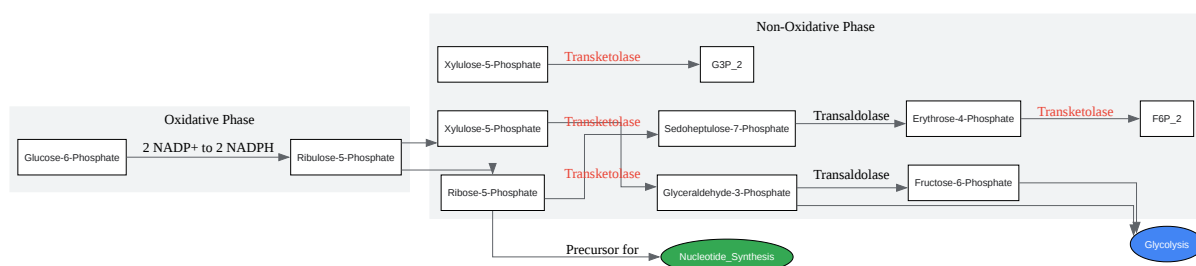 Non-Oxidative Phase
Xylulose-5-Phosphate
Transketolase
G3P_2
Oxidative Phase
Glucose-6-Phosphate
2 NADP+ to 2 NADPH
Ribulose-5-Phosphate
Xylulose-5-Phosphate
Transketolase
Sedoheptulose-7-Phosphate
Transaldolase
Erythrose-4-Phosphate
Transketolase
F6P_2
Ribose-5-Phosphate
Transketolase
Glyceraldehyde-3-Phosphate
Transaldolase
Fructose-6-Phosphate
Glycolysis
Precursor for
Nucleotide_Synthesis